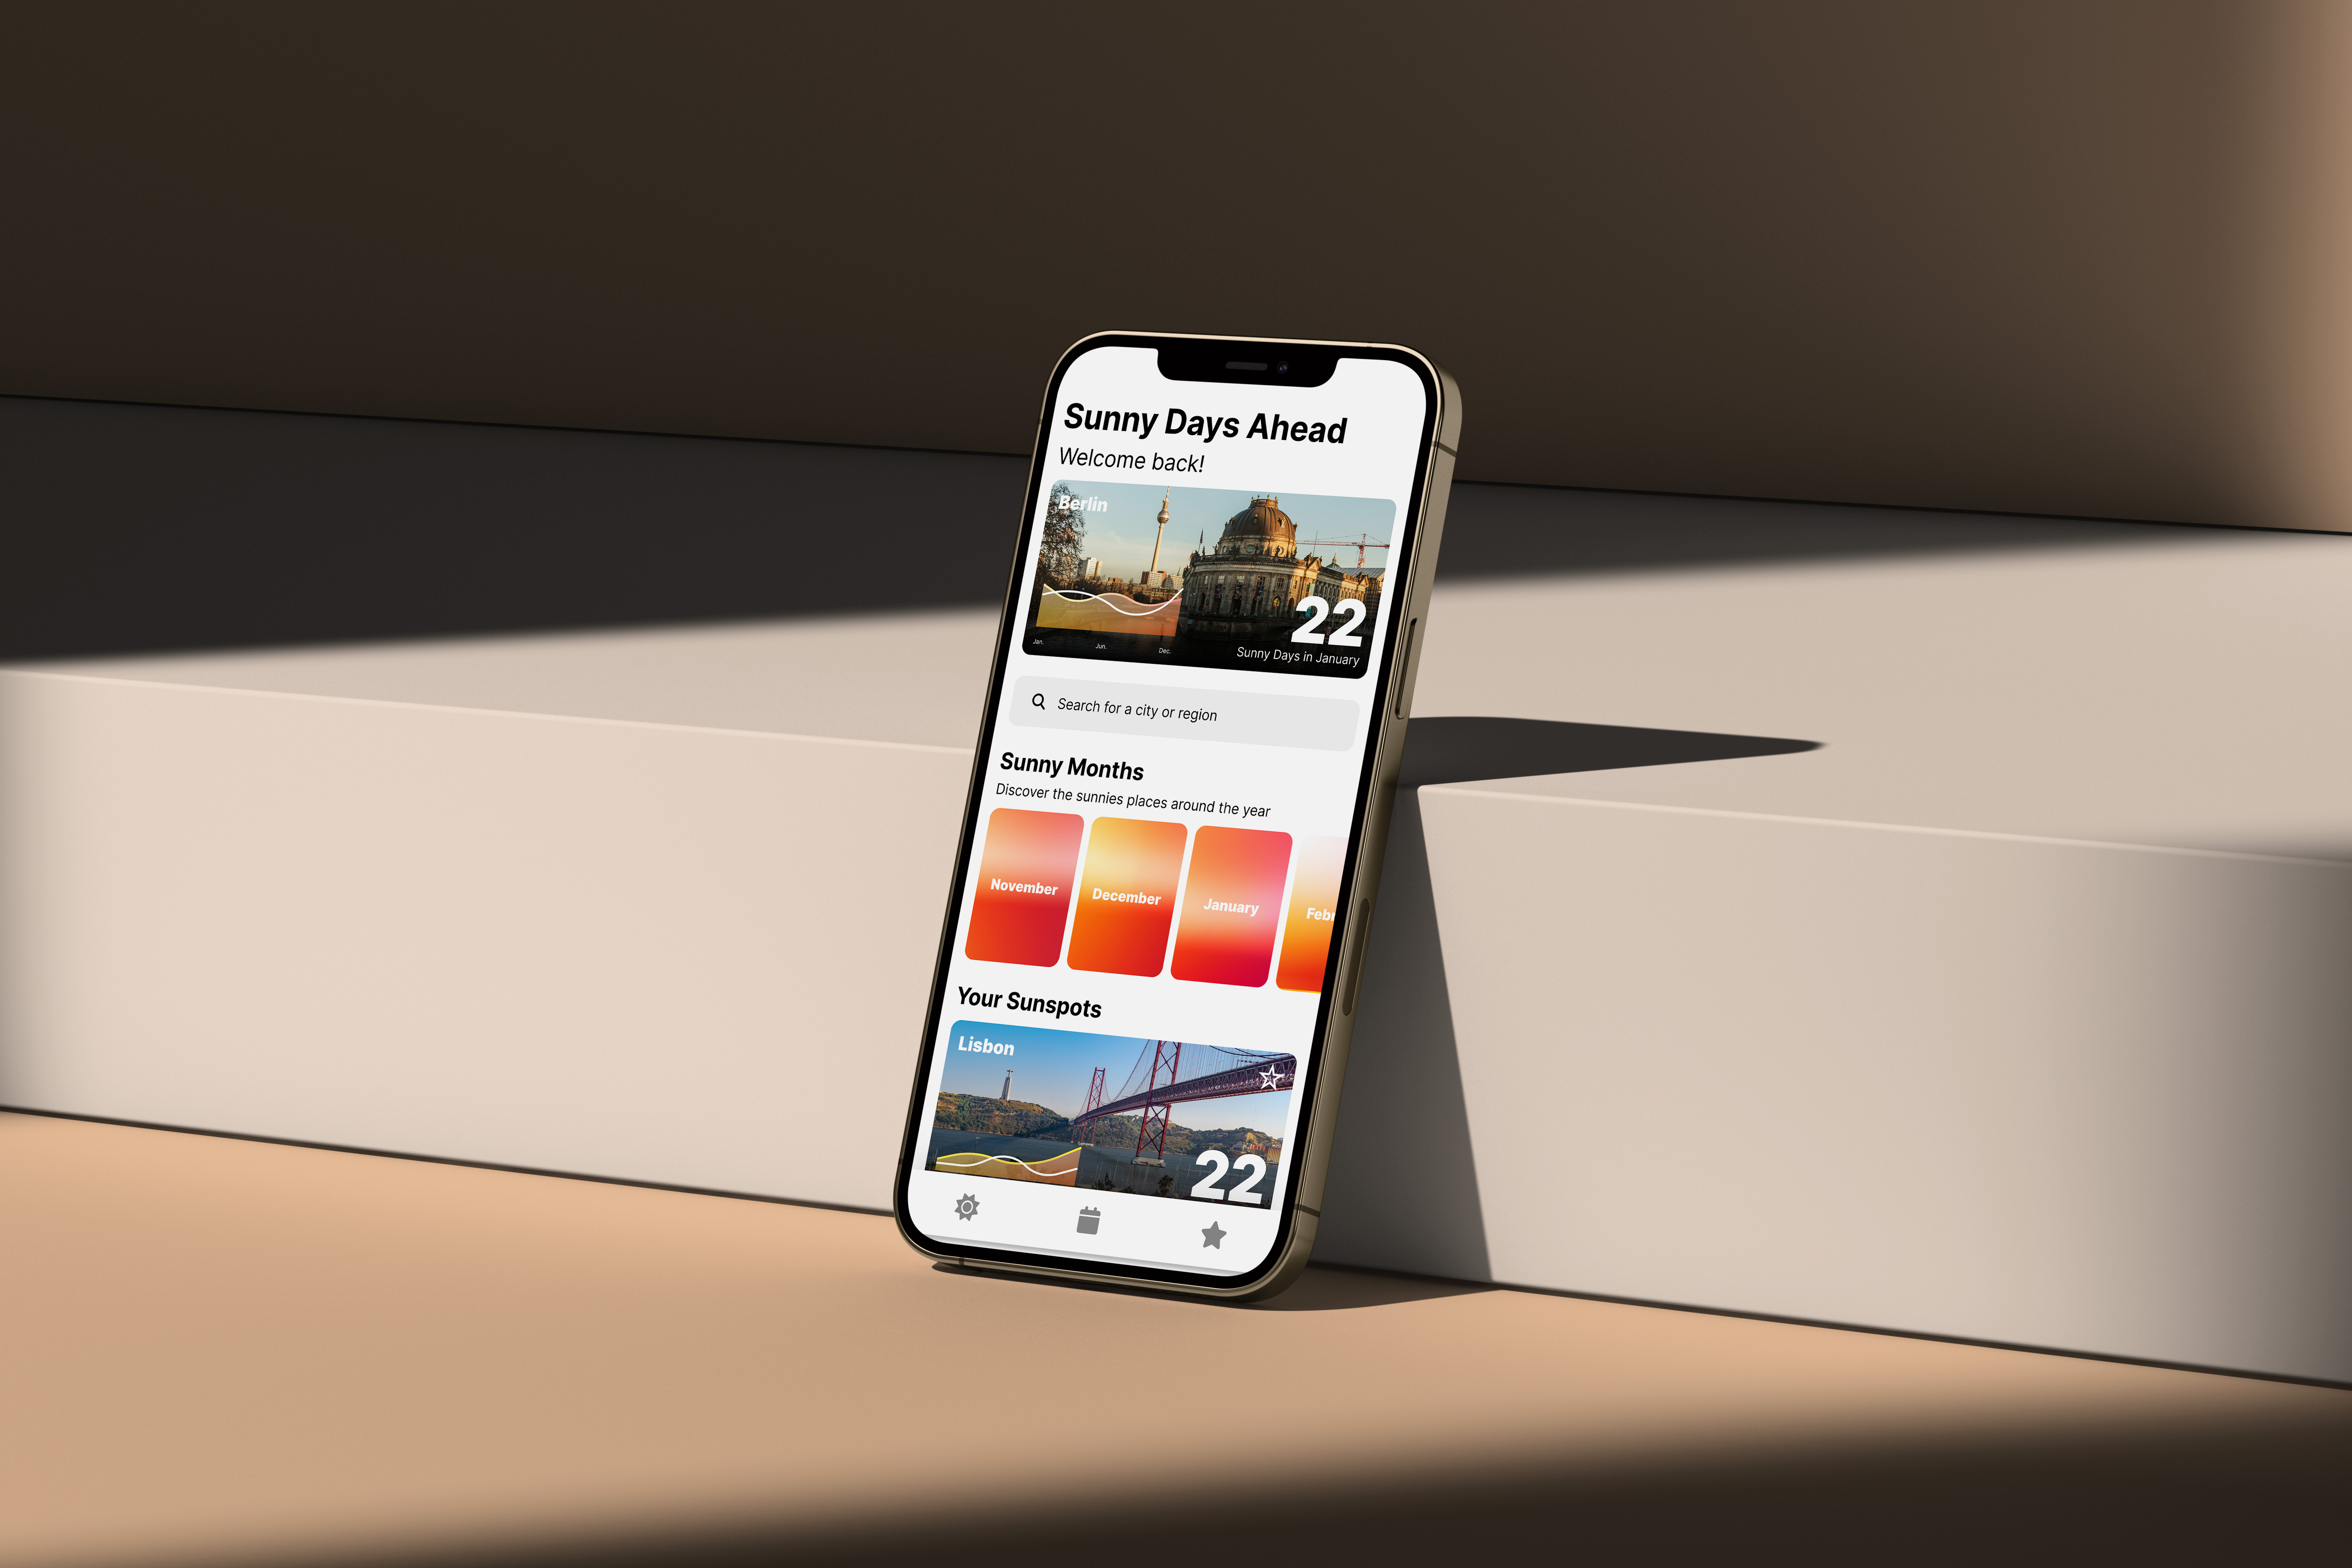 Sunny Days Ahead
Welcome back!
Berlin
22
Jan.
Jun.
Dec.
Sunny Days in January
Search for a city or region
Sunny Months
Discover the sunnies places around the year
November
December
January
Febr
Your Sunspots
Lisbon
22